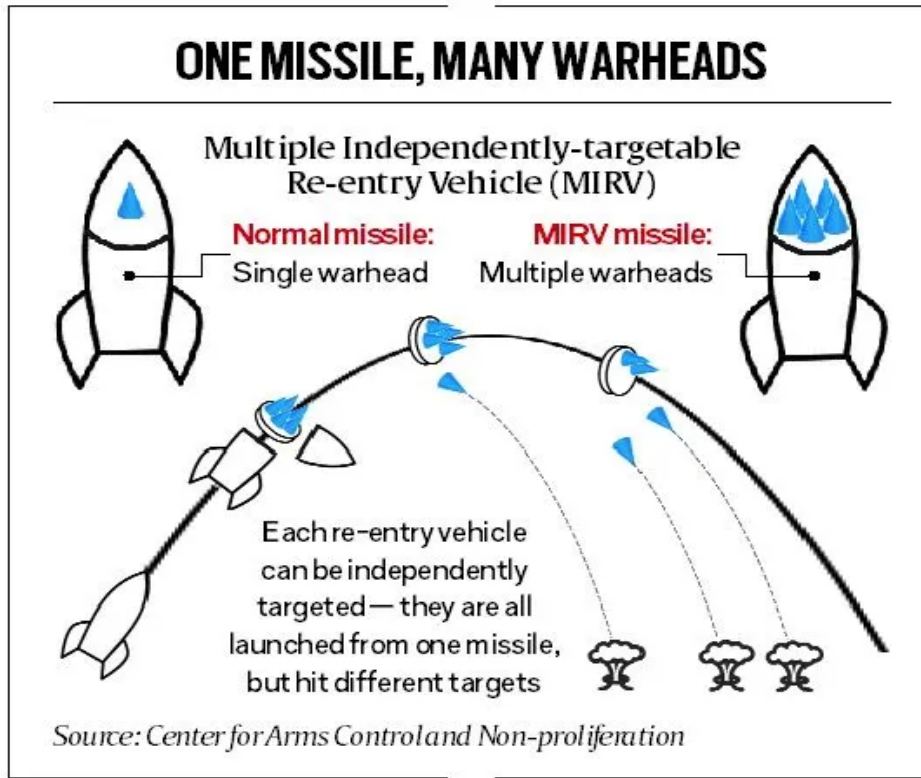 ONE MISSILE, MANY WARHEADS
Multiple Independently-targetable
Re-entry Vehicle (MIRV)
Normal missile:
Single warhead
MIRV missile:
Multiple warheads
Each re-entry vehicle
can be independently
targeted — they are all
launched from one missile,
but hit different targets
Source: Center for Arms Control and Non-proliferation